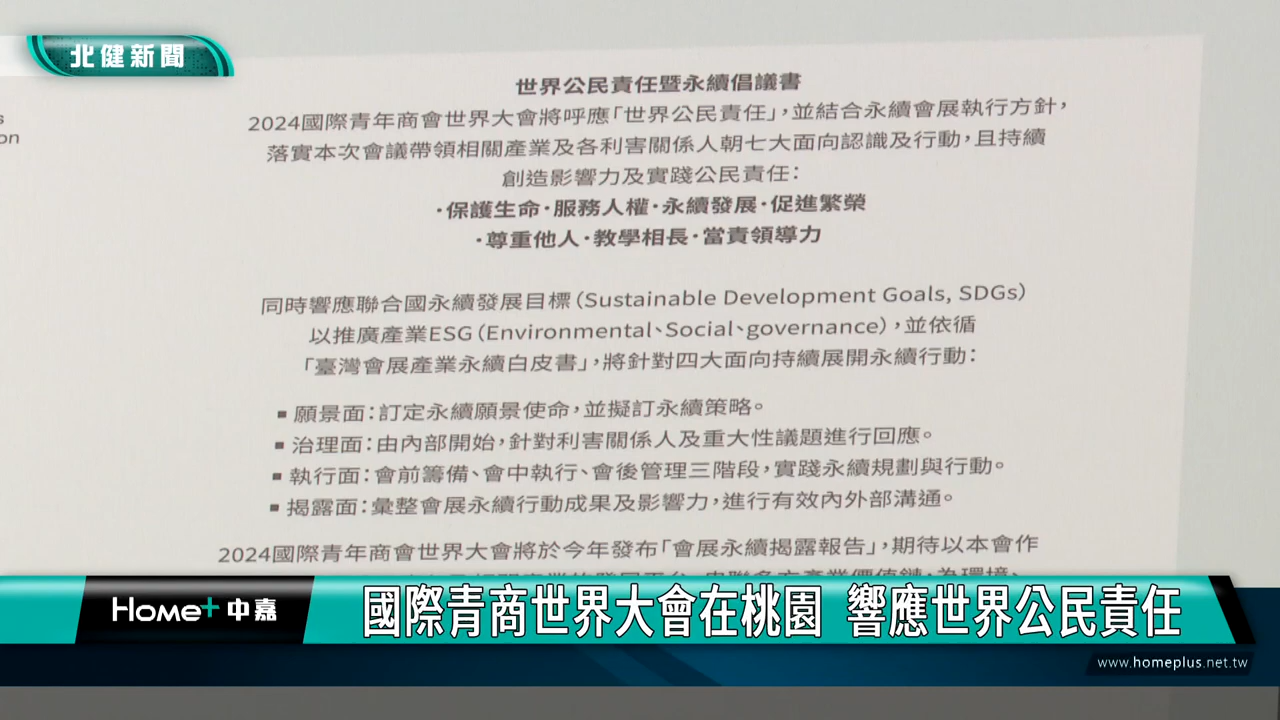 北健新聞
s
on
世界公民責任暨永續倡議書
2024國際青年商會世界大會將呼應「世界公民責任」，並結合永續會展執行方針，
落實本次會議帶領相關產業及各利害關係人朝七大面向認識及行動，且持續
創造影響力及實踐公民責任：
·保護生命·服務人權·永續發展·促進繁榮
·尊重他人·教學相長·當責領導力
同時響應聯合國永續發展目標（Sustainable Development Goals, SDGs）
以推廣產業ESG（Environmental、Social、governance），並依循
「臺灣會展產業永續白皮書」，將針對四大面向持續展開永續行動：
▪ 願景面：訂定永續願景使命，並擬訂永續策略。
▪ 治理面：由內部開始，針對利害關係人及重大性議題進行回應。
▪ 執行面：會前籌備、會中執行、會後管理三階段，實踐永續規劃與行動。
▪ 揭露面：彙整會展永續行動成果及影響力，進行有效內外部溝通。
2024國際青年商會世界大會將於今年發布「會展永續揭露報告」，期待以本會作
Home+ 中嘉
國際青商世界大會在桃園 響應世界公民責任
www.homeplus.net.tw